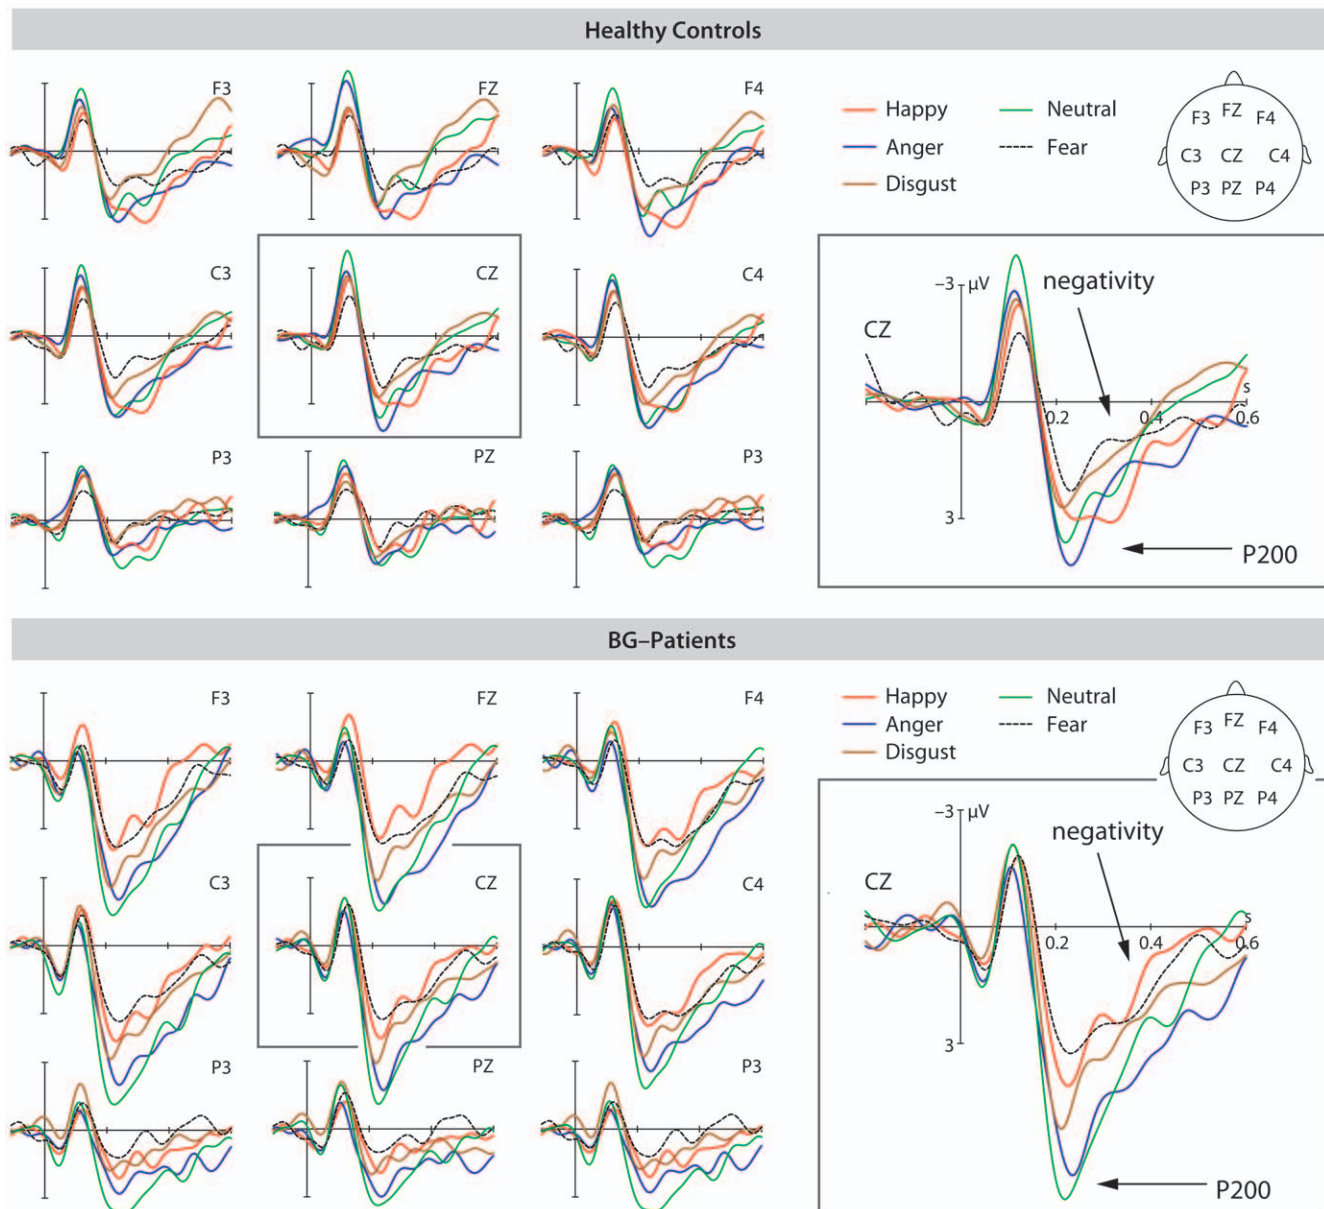 Healthy Controls
F3
FZ
F4
Happy
Neutral
Anger
Fear
Disgust
F3 FZ F4
C3 CZ C4
P3 PZ P4
C3
CZ
C4
−3 µV
negativity
CZ
s
0.2
0.4
0.6
3
P200
P3
PZ
P3
BG–Patients
F3
FZ
F4
Happy
Neutral
Anger
Fear
Disgust
F3 FZ F4
C3 CZ C4
P3 PZ P4
C3
CZ
C4
−3 µV
negativity
CZ
s
0.2
0.4
0.6
3
P200
P3
PZ
P3